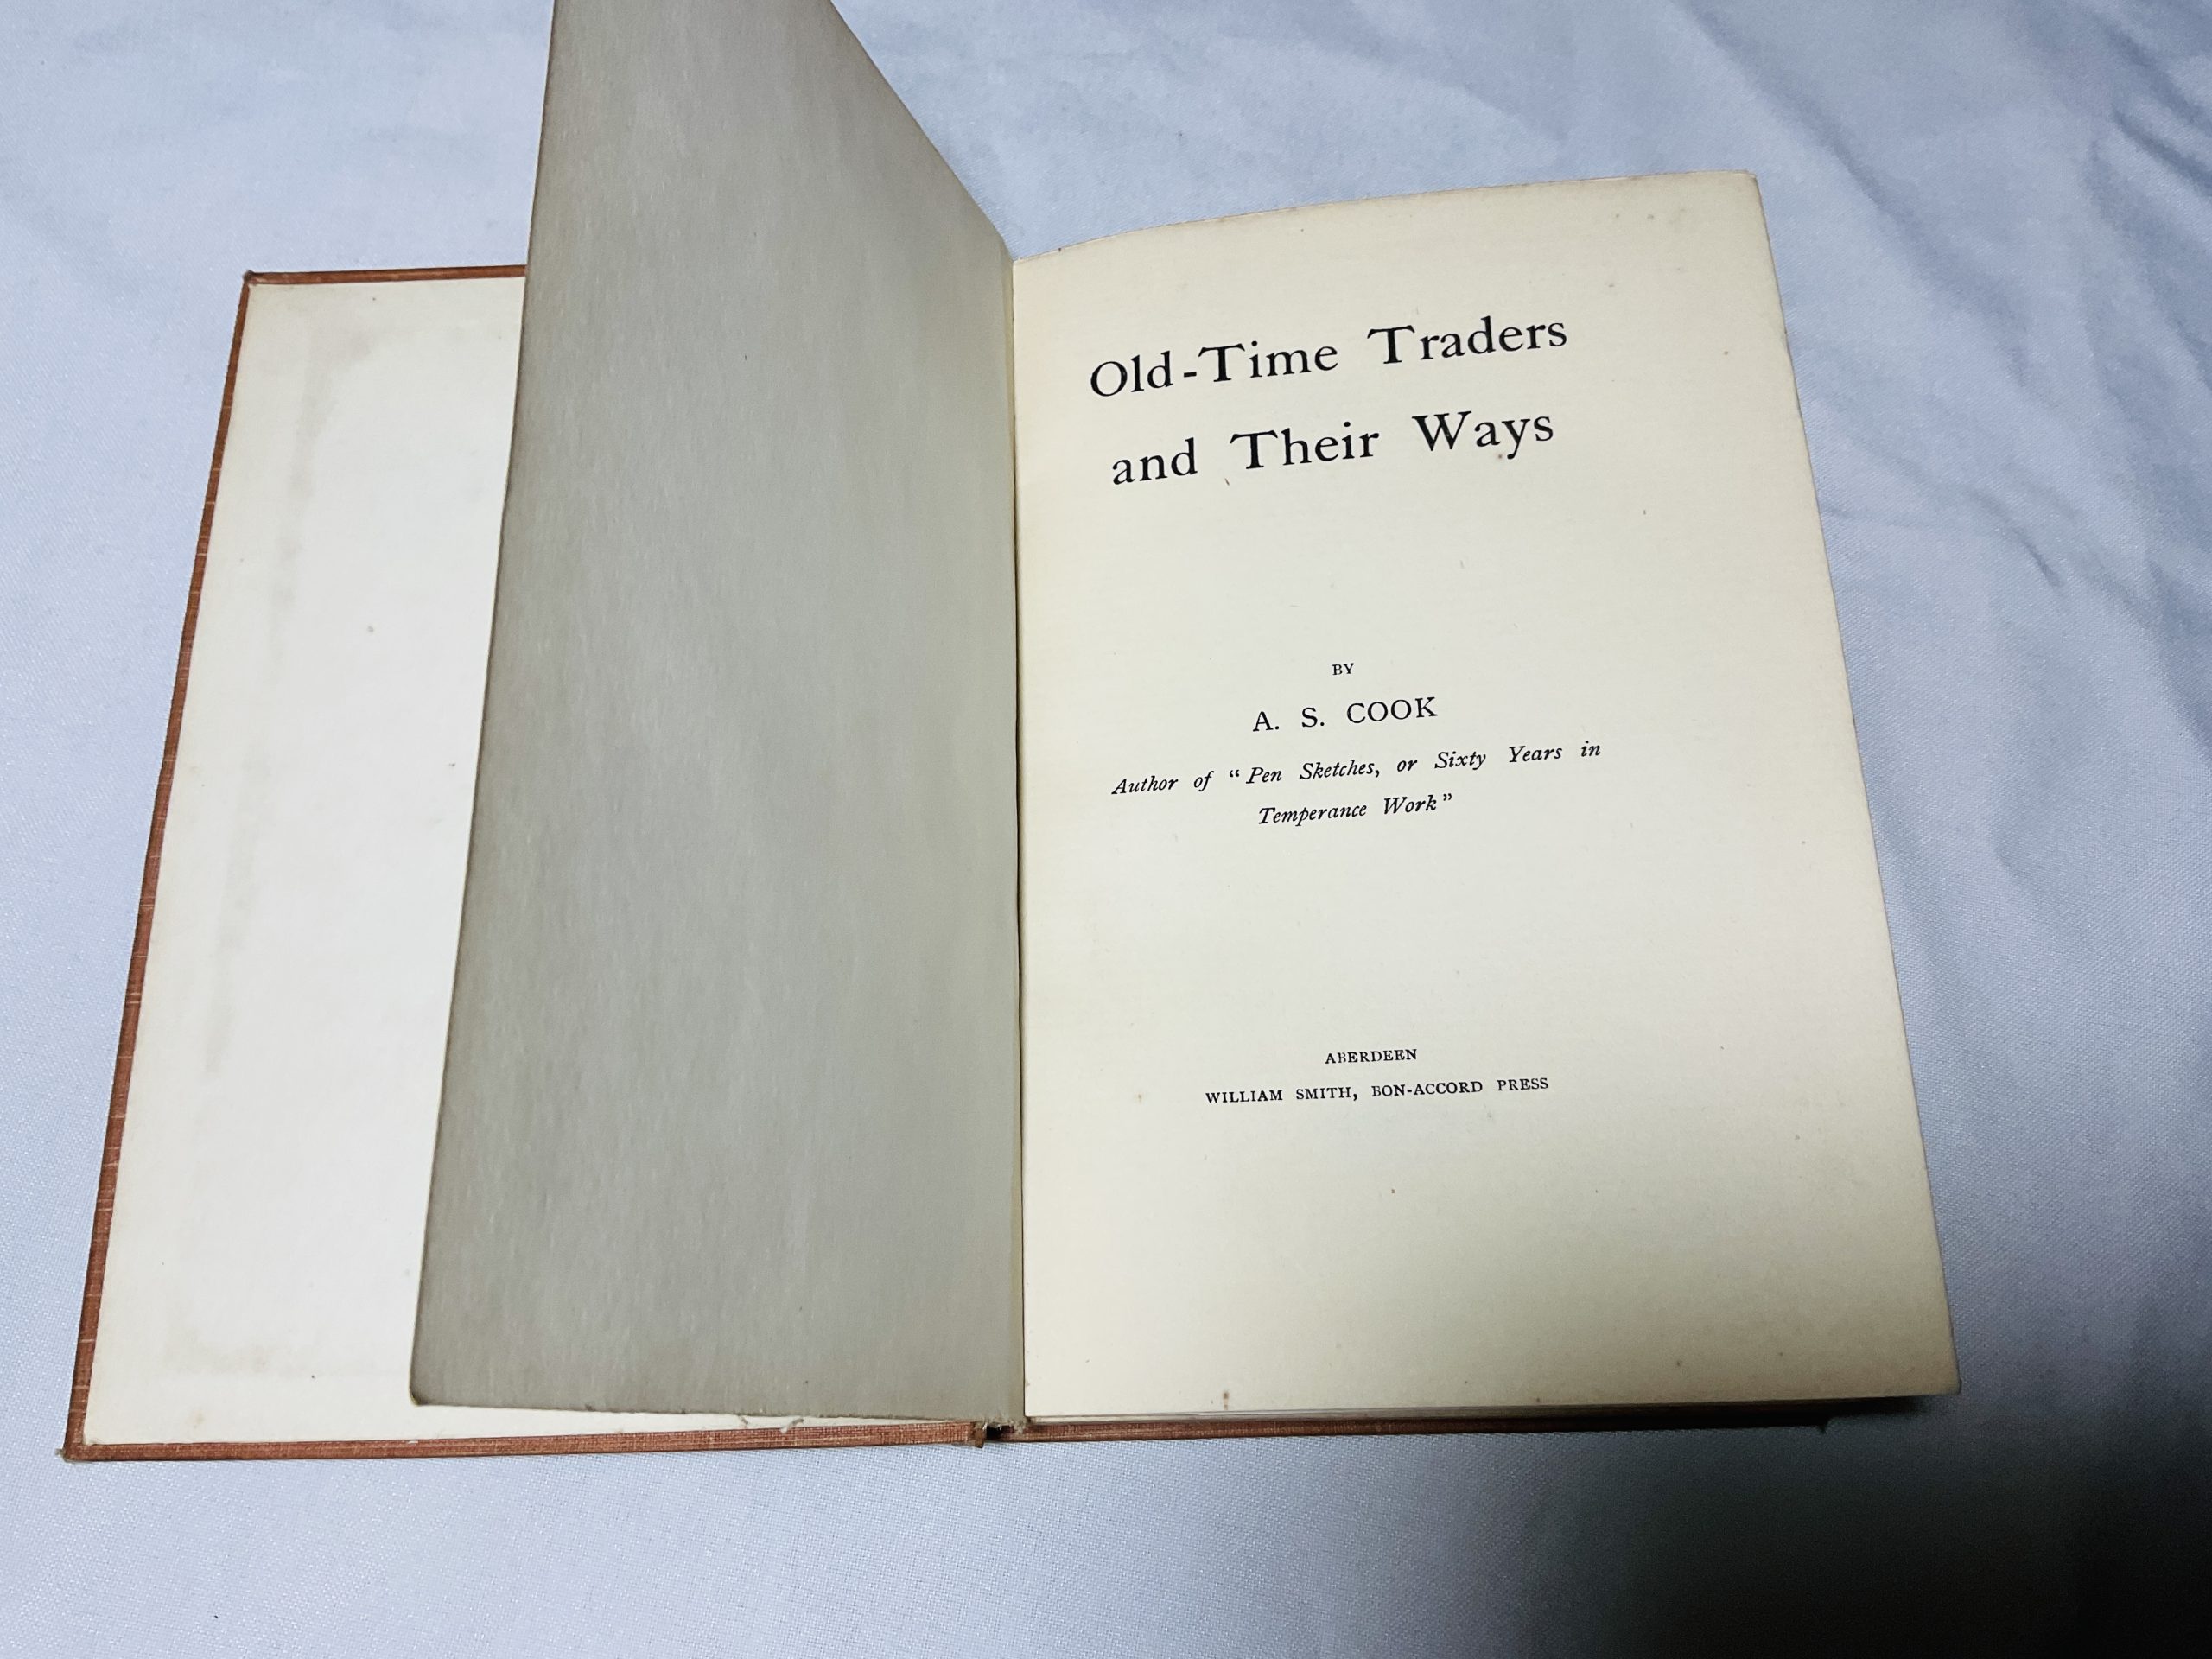 Old-Time Traders
and Their Ways
BY
A. S. COOK
Author of “Pen Sketches, or Sixty Years in
Temperance Work”
ABERDEEN
WILLIAM SMITH, BON-ACCORD PRESS